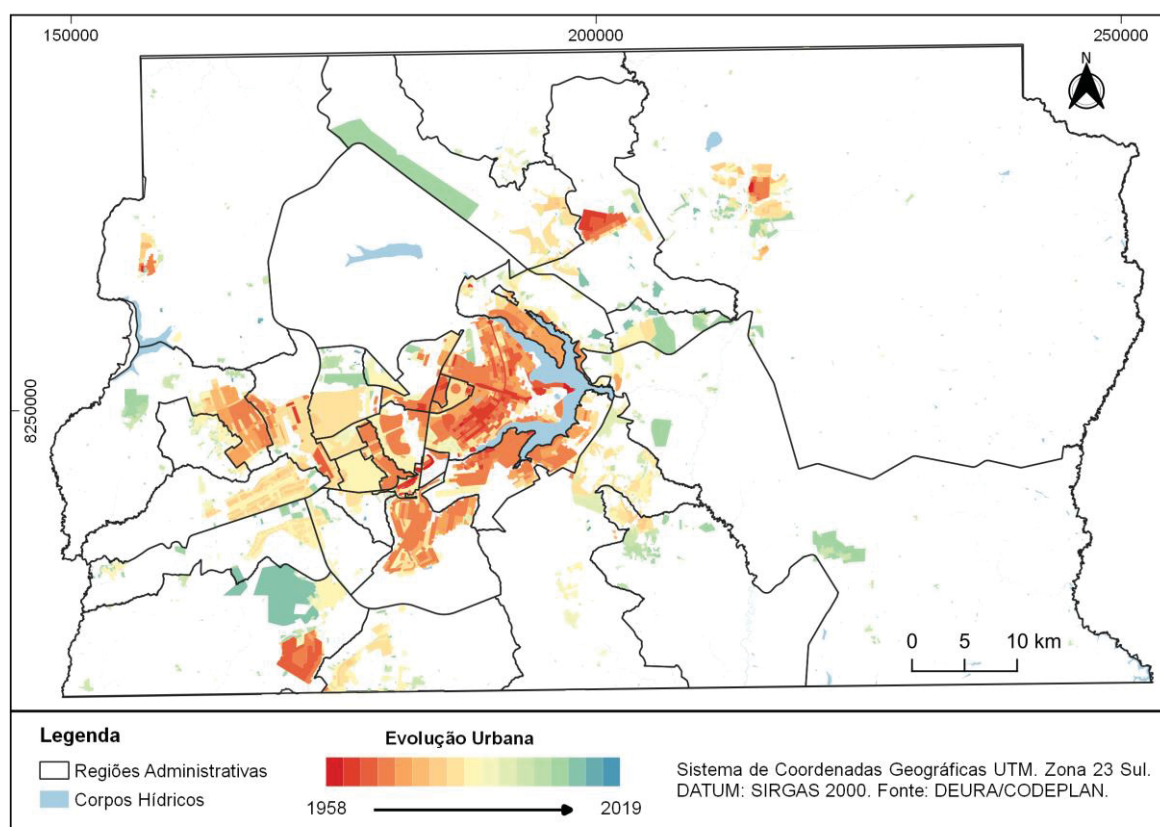 150000
200000
250000
N
8250000
0 5 10 km
Legenda
Regiões Administrativas
Corpos Hídricos
Evolução Urbana
1958
2019
Sistema de Coordenadas Geográficas UTM. Zona 23 Sul.
DATUM: SIRGAS 2000. Fonte: DEURA/CODEPLAN.